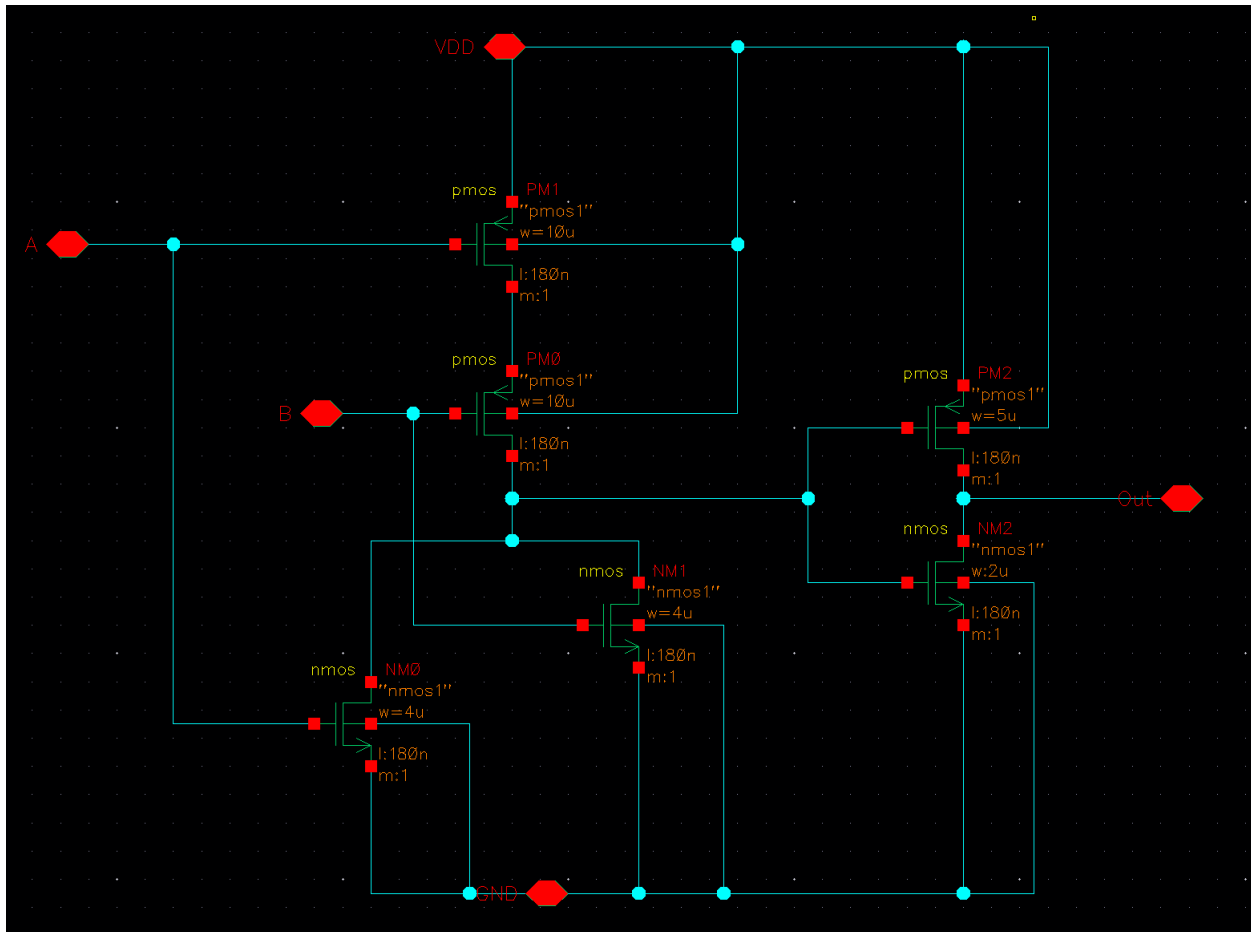 VDD
pmos PM1
"pmos1"
w=10u
A
l:180n
m:1
pmos PM0
"pmos1"
w=10u
B
l:180n
m:1
pmos PM2
"pmos1"
w=5u
l:180n
m:1
Out
nmos NM2
"nmos1"
w:2u
l:180n
m:1
nmos NM1
"nmos1"
w=4u
l:180n
m:1
nmos NM0
"nmos1"
w=4u
l:180n
m:1
GND